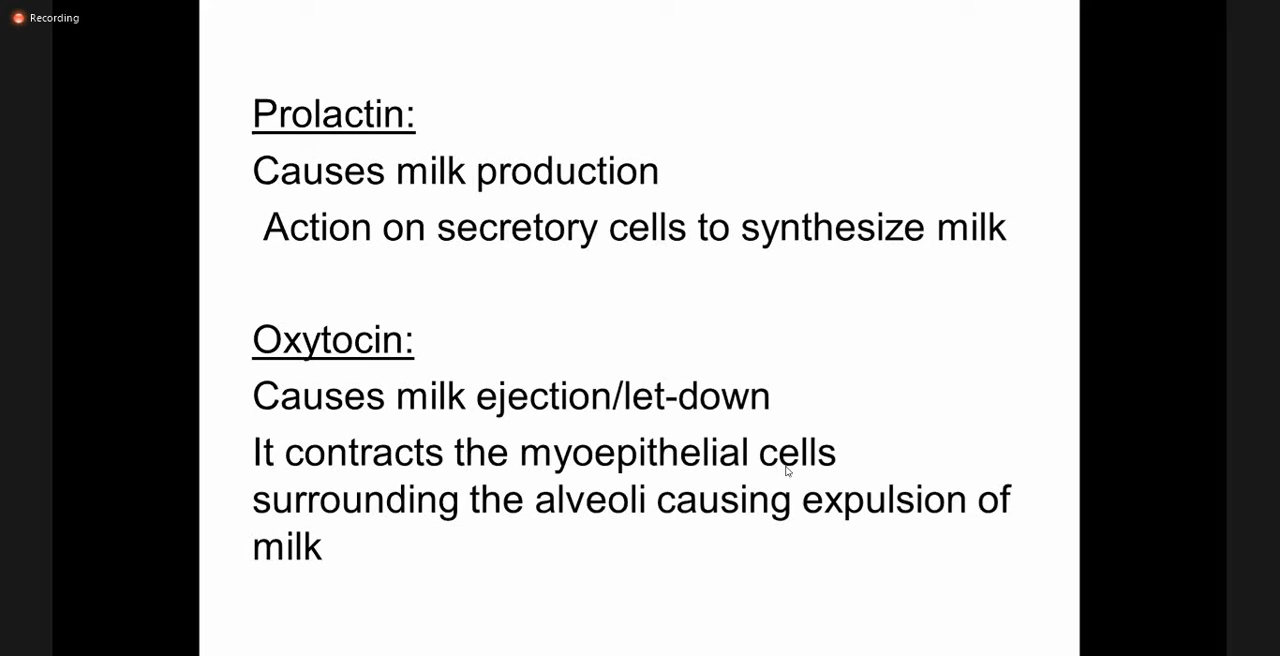 Recording
Prolactin:
Causes milk production
Action on secretory cells to synthesize milk
Oxytocin:
Causes milk ejection/let-down
It contracts the myoepithelial cells
surrounding the alveoli causing expulsion of
milk